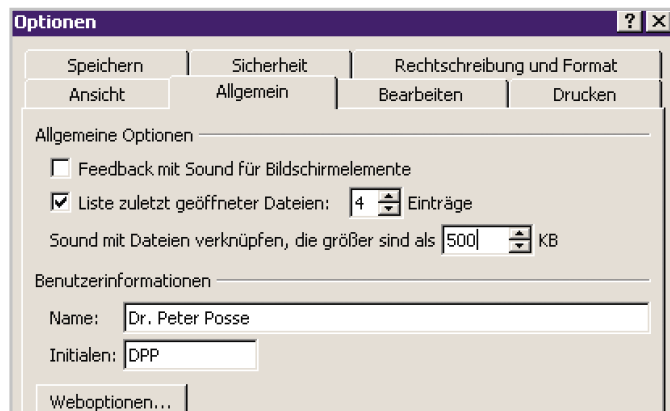 Optionen
Speichern Sicherheit Rechtschreibung und Format
Ansicht Allgemein Bearbeiten Drucken
Allgemeine Optionen
Feedback mit Sound für Bildschirmelemente
Liste zuletzt geöffneter Dateien: 4 Einträge
Sound mit Dateien verknüpfen, die größer sind als 500 KB
Benutzerinformationen
Name: Dr. Peter Posse
Initialen: DPP
Weboptionen...